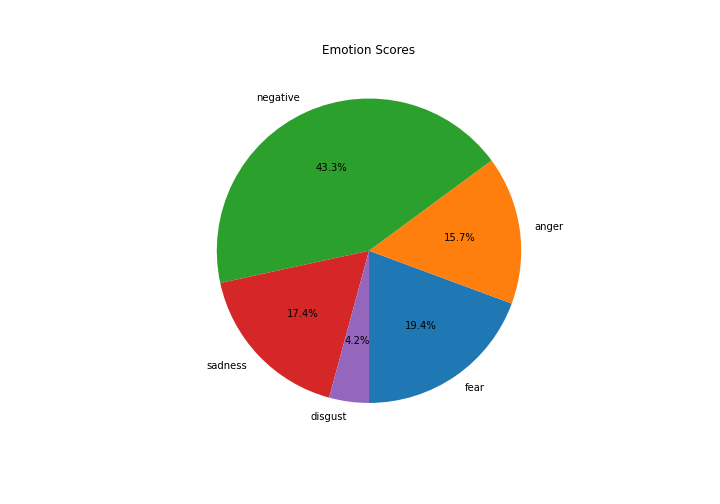 Emotion Scores
negative
43.3%
anger
15.7%
17.4%
19.4%
4.2%
sadness
fear
disgust